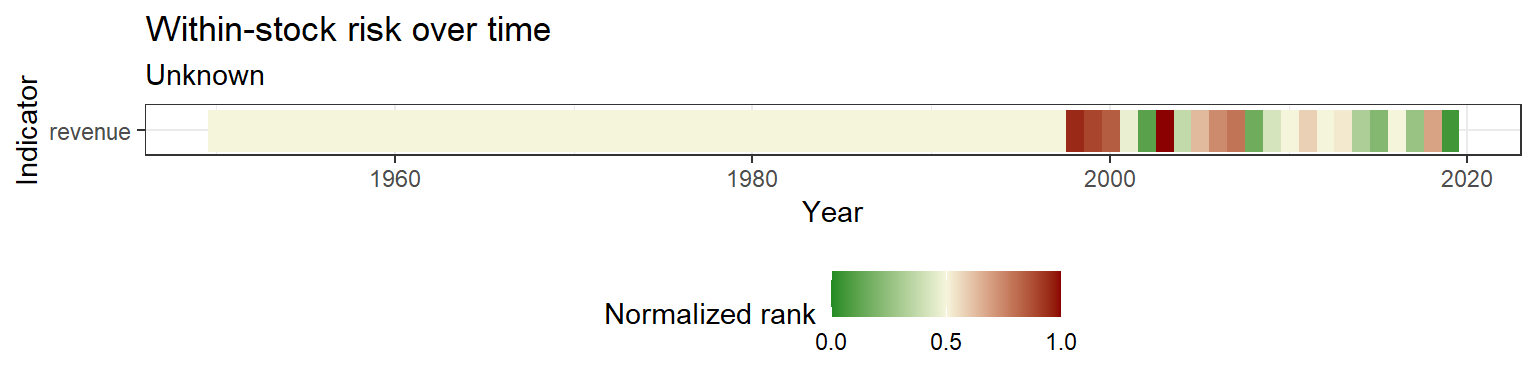 Within-stock risk over time
Unknown
Indicator
revenue
1960 1980 2000 2020
Year
Normalized rank
0.0 0.5 1.0